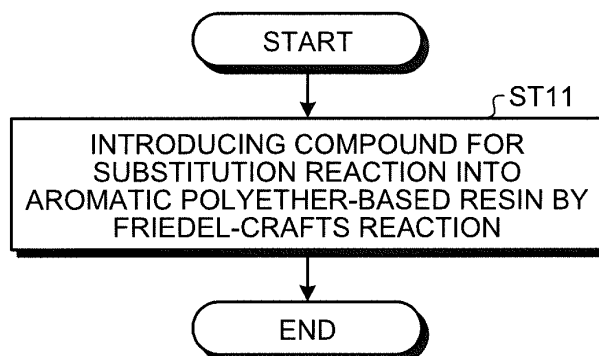 START
ST11
INTRODUCING COMPOUND FOR
SUBSTITUTION REACTION INTO
AROMATIC POLYETHER-BASED RESIN BY
FRIEDEL-CRAFTS REACTION
END